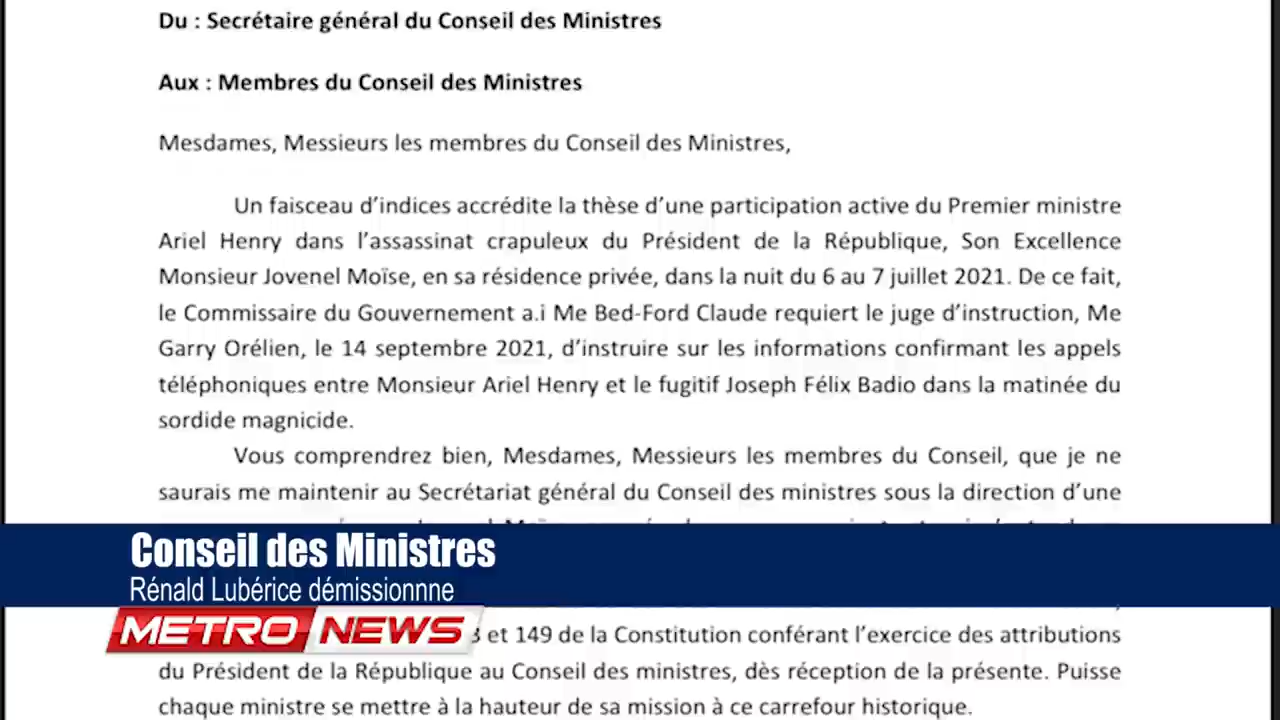 Du : Secrétaire général du Conseil des Ministres
Aux : Membres du Conseil des Ministres
Mesdames, Messieurs les membres du Conseil des Ministres,
Un faisceau d’indices accrédite la thèse d’une participation active du Premier ministre
Ariel Henry dans l’assassinat crapuleux du Président de la République, Son Excellence
Monsieur Jovenel Moïse, en sa résidence privée, dans la nuit du 6 au 7 juillet 2021. De ce fait,
le Commissaire du Gouvernement a.i Me Bed-Ford Claude requiert le juge d’instruction, Me
Garry Orélien, le 14 septembre 2021, d’instruire sur les informations confirmant les appels
téléphoniques entre Monsieur Ariel Henry et le fugitif Joseph Félix Badio dans la matinée du
sordide magnicide.
Vous comprendrez bien, Mesdames, Messieurs les membres du Conseil, que je ne
saurais me maintenir au Secrétariat général du Conseil des ministres sous la direction d’une
Conseil des Ministres
Rénald Lubérice démissionnne
METRO NEWS
et 149 de la Constitution conférant l’exercice des attributions
du Président de la République au Conseil des ministres, dès réception de la présente. Puisse
chaque ministre se mettre à la hauteur de sa mission à ce carrefour historique.